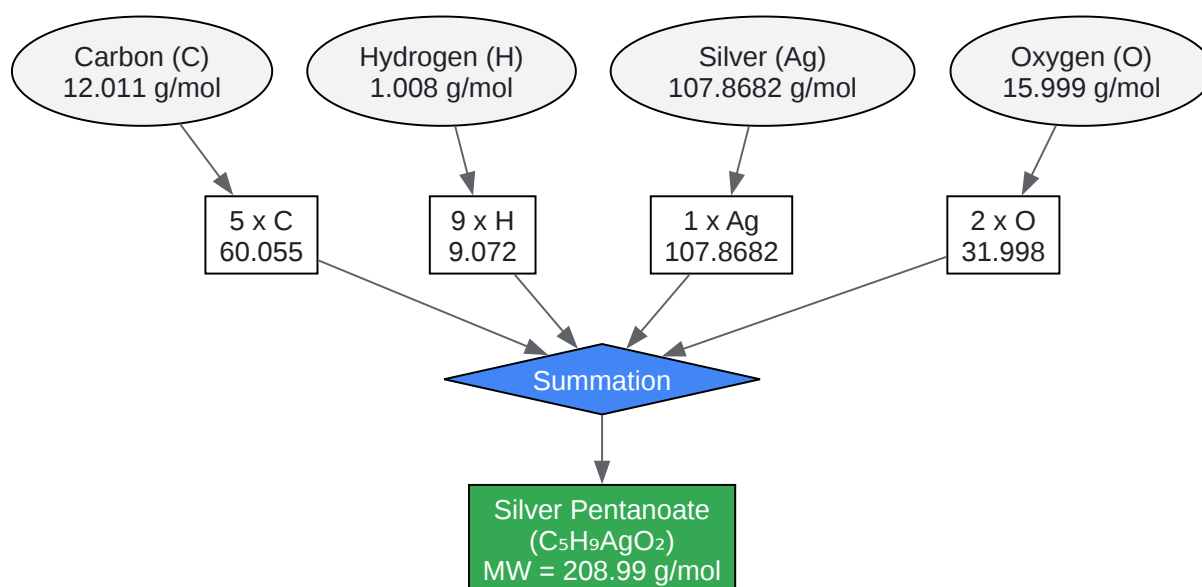 Carbon (C)
12.011 g/mol
Hydrogen (H)
1.008 g/mol
Silver (Ag)
107.8682 g/mol
Oxygen (O)
15.999 g/mol
5 x C
60.055
9 x H
9.072
1 x Ag
107.8682
2 x O
31.998
Summation
Silver Pentanoate
(C₅H₉AgO₂)
MW = 208.99 g/mol